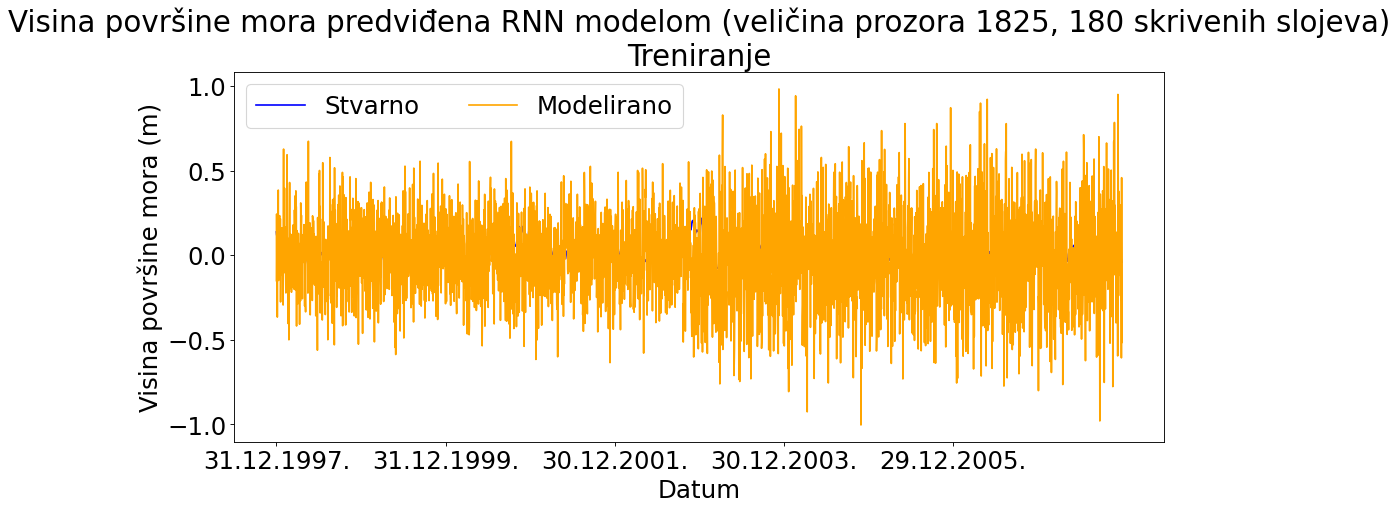 Visina površine mora predviđena RNN modelom (veličina prozora 1825, 180 skrivenih slojeva)
Treniranje
Stvarno Modelirano
Visina površine mora (m)
1.0
0.5
0.0
−0.5
−1.0
31.12.1997. 31.12.1999. 30.12.2001. 30.12.2003. 29.12.2005.
Datum